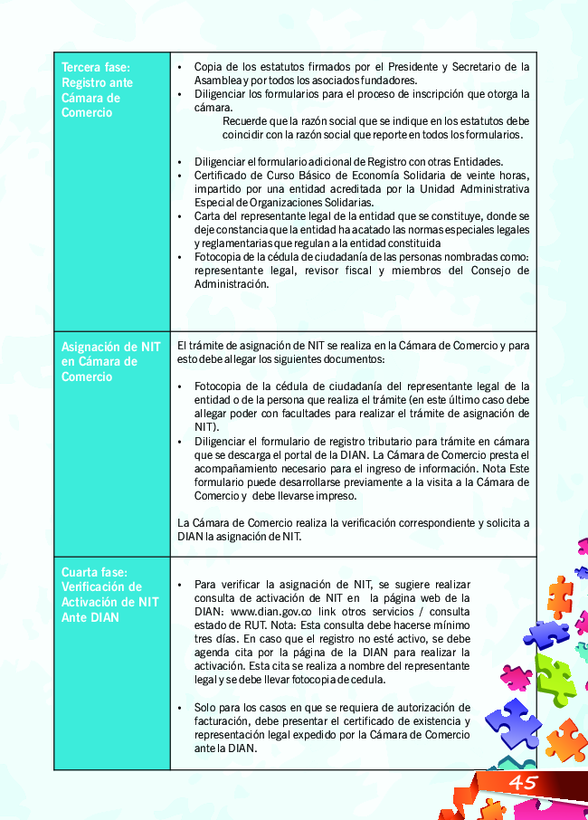 Tercera fase:
Registro ante
Cámara de
Comercio
• Copia de los estatutos firmados por el Presidente y Secretario de la
Asamblea y por todos los asociados fundadores.
• Diligenciar los formularios para el proceso de inscripción que otorga la
cámara.
Recuerde que la razón social que se indique en los estatutos debe
coincidir con la razón social que reporte en todos los formularios.
• Diligenciar el formulario adicional de Registro con otras Entidades.
• Certificado de Curso Básico de Economía Solidaria de veinte horas,
impartido por una entidad acreditada por la Unidad Administrativa
Especial de Organizaciones Solidarias.
• Carta del representante legal de la entidad que se constituye, donde se
deje constancia que la entidad ha acatado las normas especiales legales
y reglamentarias que regulan a la entidad constituida
• Fotocopia de la cédula de ciudadanía de las personas nombradas como:
representante legal, revisor fiscal y miembros del Consejo de
Administración.
Asignación de NIT
en Cámara de
Comercio
El trámite de asignación de NIT se realiza en la Cámara de Comercio y para
esto debe allegar los siguientes documentos:
• Fotocopia de la cédula de ciudadanía del representante legal de la
entidad o de la persona que realiza el trámite (en este último caso debe
allegar poder con facultades para realizar el trámite de asignación de
NIT).
• Diligenciar el formulario de registro tributario para trámite en cámara
que se descarga el portal de la DIAN. La Cámara de Comercio presta el
acompañamiento necesario para el ingreso de información. Nota Este
formulario puede desarrollarse previamente a la visita a la Cámara de
Comercio y debe llevarse impreso.
La Cámara de Comercio realiza la verificación correspondiente y solicita a
DIAN la asignación de NIT.
Cuarta fase:
Verificación de
Activación de NIT
Ante DIAN
• Para verificar la asignación de NIT, se sugiere realizar
consulta de activación de NIT en la página web de la
DIAN: www.dian.gov.co link otros servicios / consulta
estado de RUT. Nota: Esta consulta debe hacerse mínimo
tres días. En caso que el registro no esté activo, se debe
agenda cita por la página de la DIAN para realizar la
activación. Esta cita se realiza a nombre del representante
legal y se debe llevar fotocopia de cedula.
• Solo para los casos en que se requiera de autorización de
facturación, debe presentar el certificado de existencia y
representación legal expedido por la Cámara de Comercio
ante la DIAN.
45